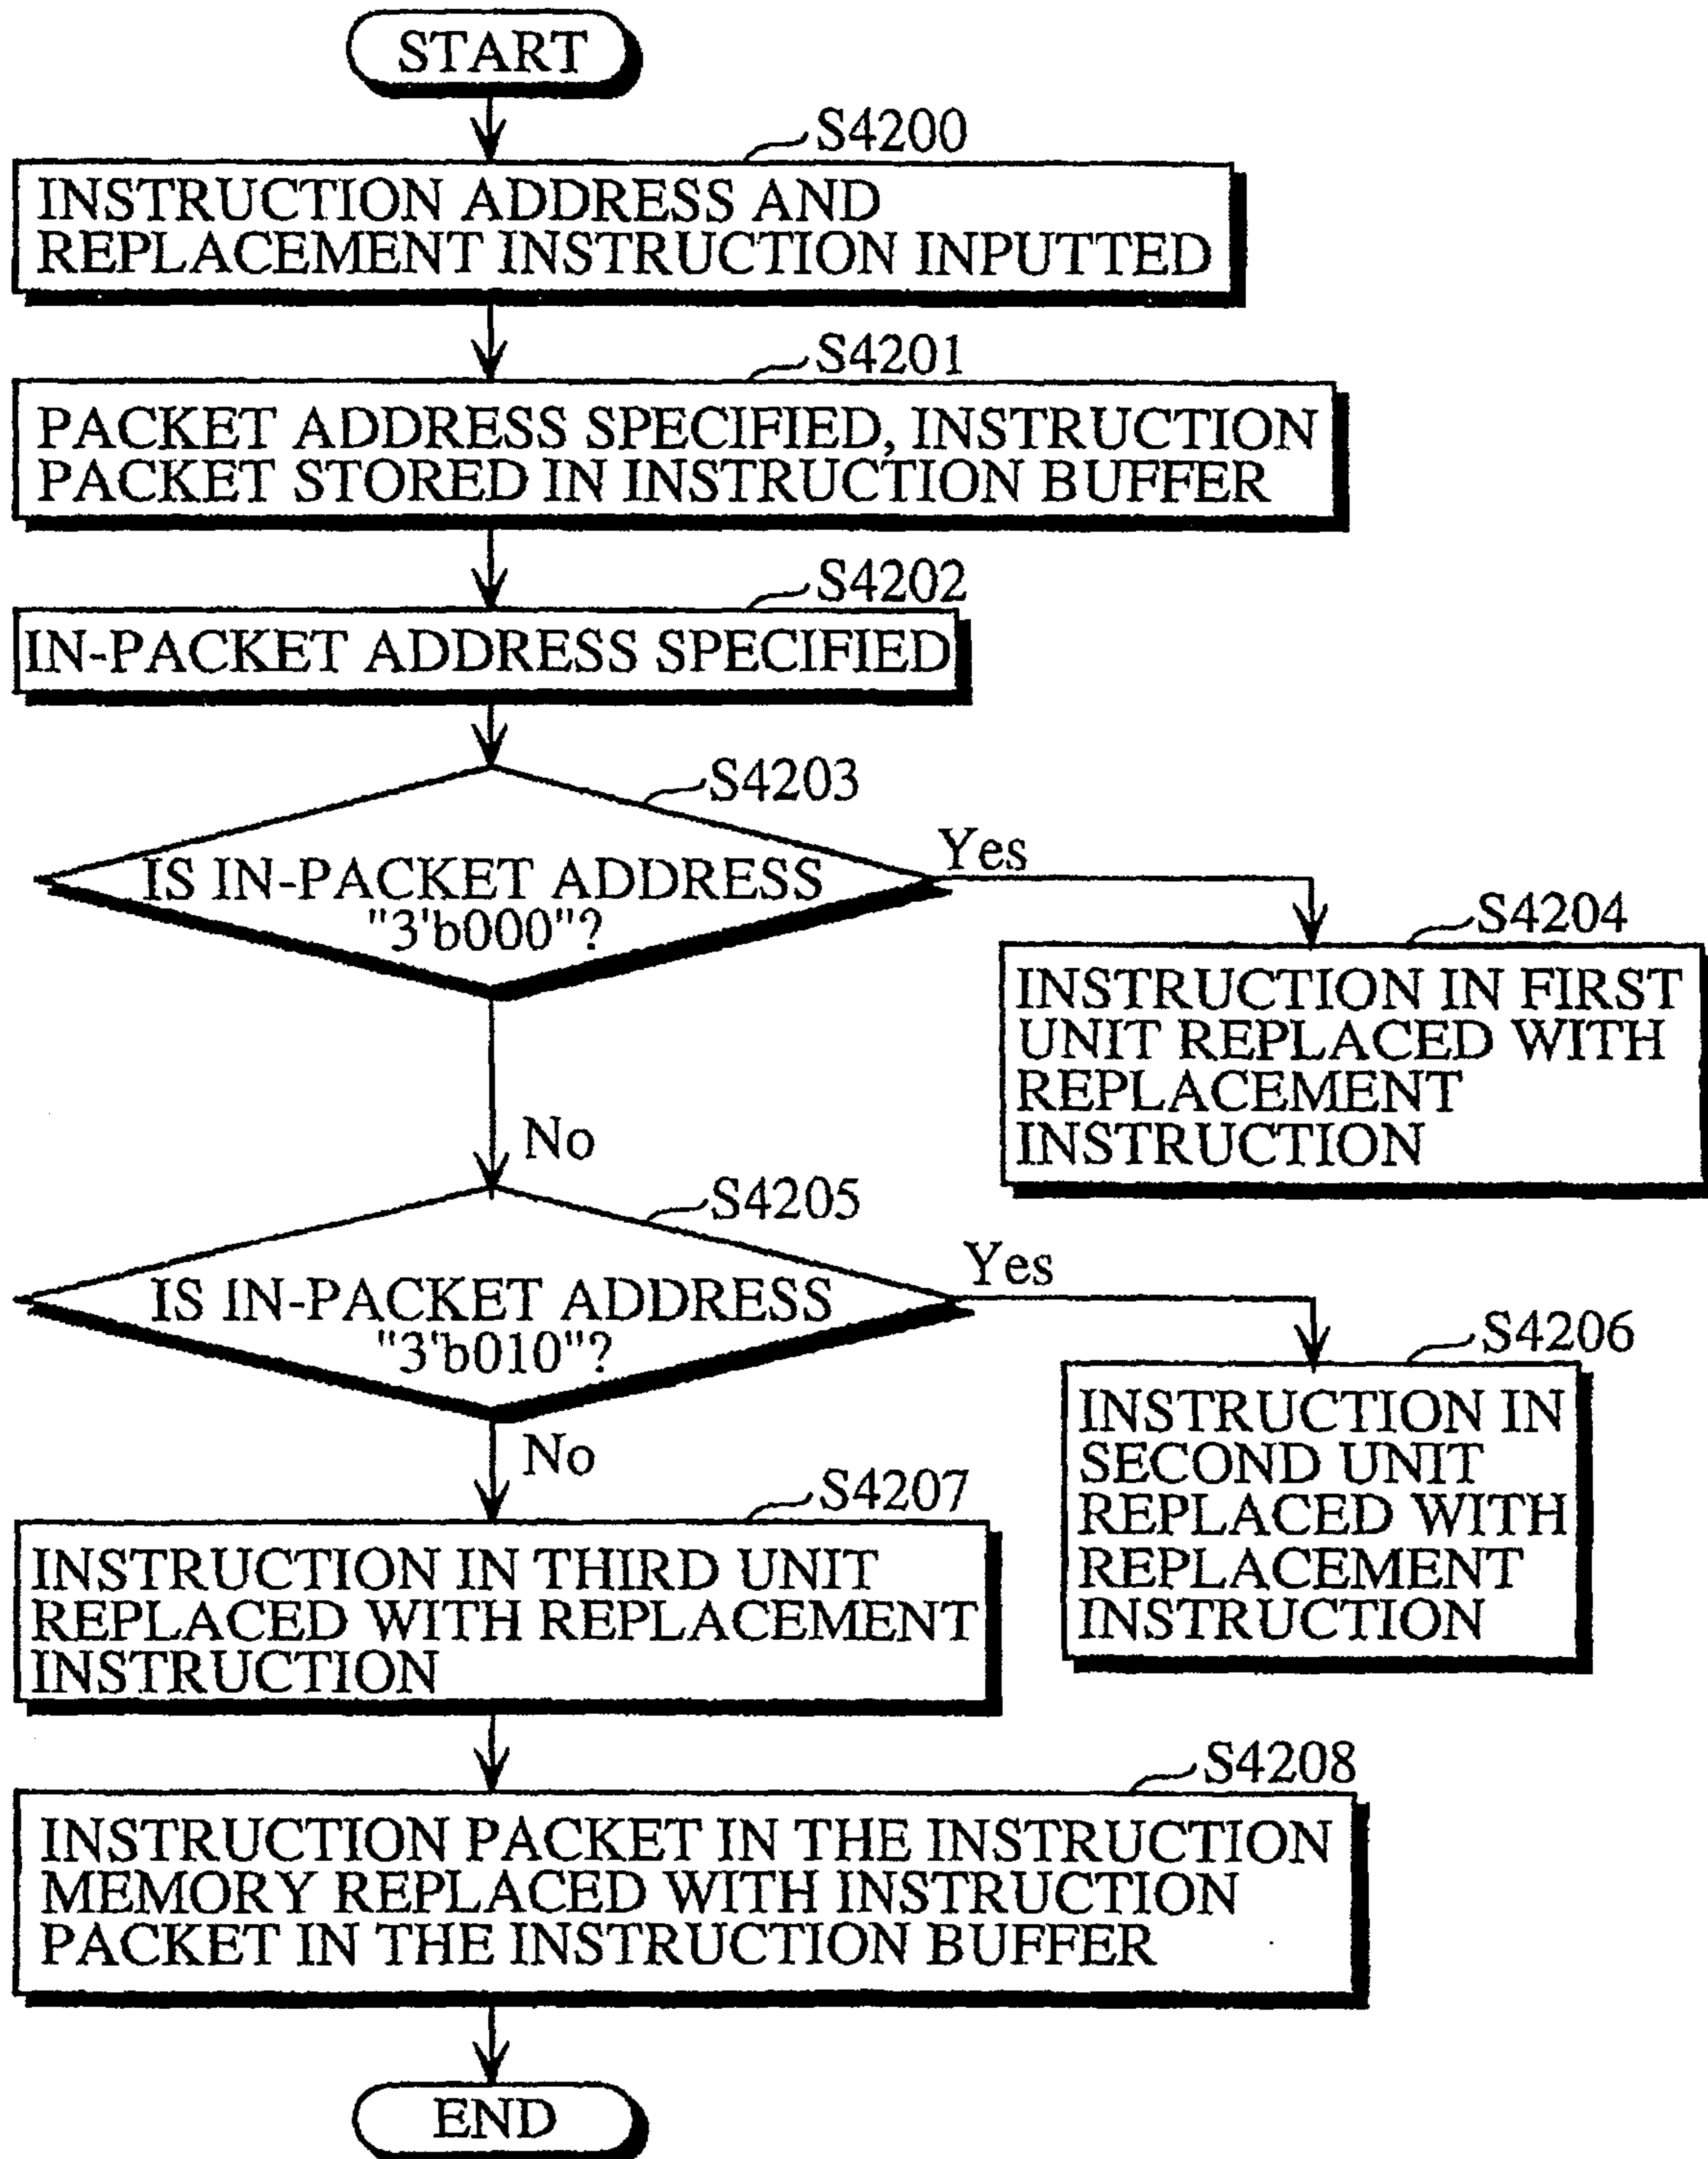 START
S4200
INSTRUCTION ADDRESS AND
REPLACEMENT INSTRUCTION INPUTTED
S4201
PACKET ADDRESS SPECIFIED, INSTRUCTION
PACKET STORED IN INSTRUCTION BUFFER
S4202
IN-PACKET ADDRESS SPECIFIED
S4203
IS IN-PACKET ADDRESS
"3'b000"?
Yes
S4204
INSTRUCTION IN FIRST
UNIT REPLACED WITH
REPLACEMENT
INSTRUCTION
No
S4205
IS IN-PACKET ADDRESS
"3'b010"?
Yes
S4206
INSTRUCTION IN
SECOND UNIT
REPLACED WITH
REPLACEMENT
INSTRUCTION
No
S4207
INSTRUCTION IN THIRD UNIT
REPLACED WITH REPLACEMENT
INSTRUCTION
S4208
INSTRUCTION PACKET IN THE INSTRUCTION
MEMORY REPLACED WITH INSTRUCTION
PACKET IN THE INSTRUCTION BUFFER
END